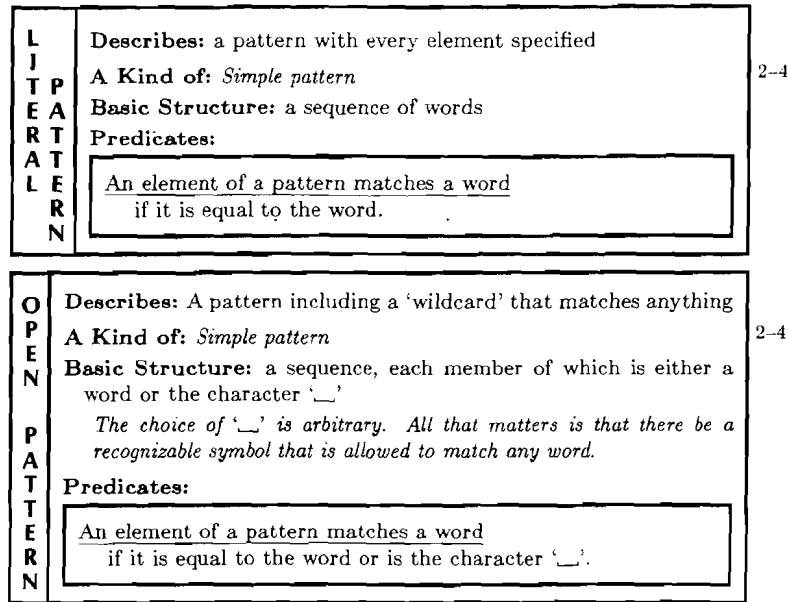 LITERAL
PATTERN
Describes: a pattern with every element specified
A Kind of: Simple pattern
2–4
Basic Structure: a sequence of words
Predicates:
An element of a pattern matches a word
if it is equal to the word.
OPEN PATTERN
Describes: A pattern including a ‘wildcard’ that matches anything
A Kind of: Simple pattern
2–4
Basic Structure: a sequence, each member of which is either a
word or the character ‘__’
The choice of ‘__’ is arbitrary. All that matters is that there be a
recognizable symbol that is allowed to match any word.
Predicates:
An element of a pattern matches a word
if it is equal to the word or is the character ‘__’.